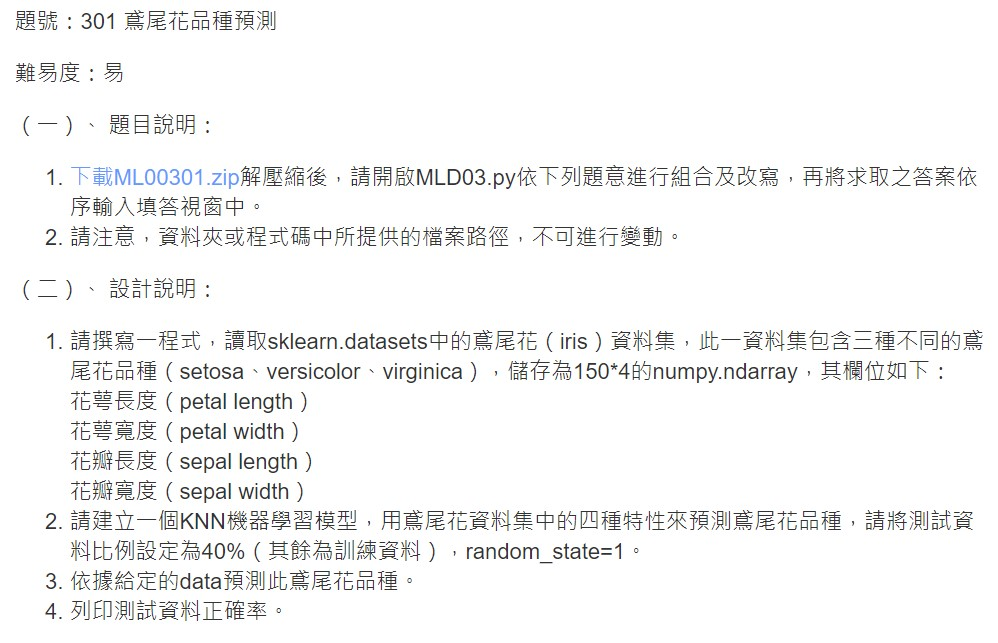 題號：301 鳶尾花品種預測
難易度：易
（一）、 題目說明：
1. 下載ML00301.zip解壓縮後，請開啟MLD03.py依下列題意進行組合及改寫，再將求取之答案依
序輸入填答視窗中。
2. 請注意，資料夾或程式碼中所提供的檔案路徑，不可進行變動。
（二）、 設計說明：
1. 請撰寫一程式，讀取sklearn.datasets中的鳶尾花（iris）資料集，此一資料集包含三種不同的鳶
尾花品種（setosa、versicolor、virginica），儲存為150*4的numpy.ndarray，其欄位如下：
花萼長度（petal length）
花萼寬度（petal width）
花瓣長度（sepal length）
花瓣寬度（sepal width）
2. 請建立一個KNN機器學習模型，用鳶尾花資料集中的四種特性來預測鳶尾花品種，請將測試資
料比例設定為40%（其餘為訓練資料），random_state=1。
3. 依據給定的data預測此鳶尾花品種。
4. 列印測試資料正確率。